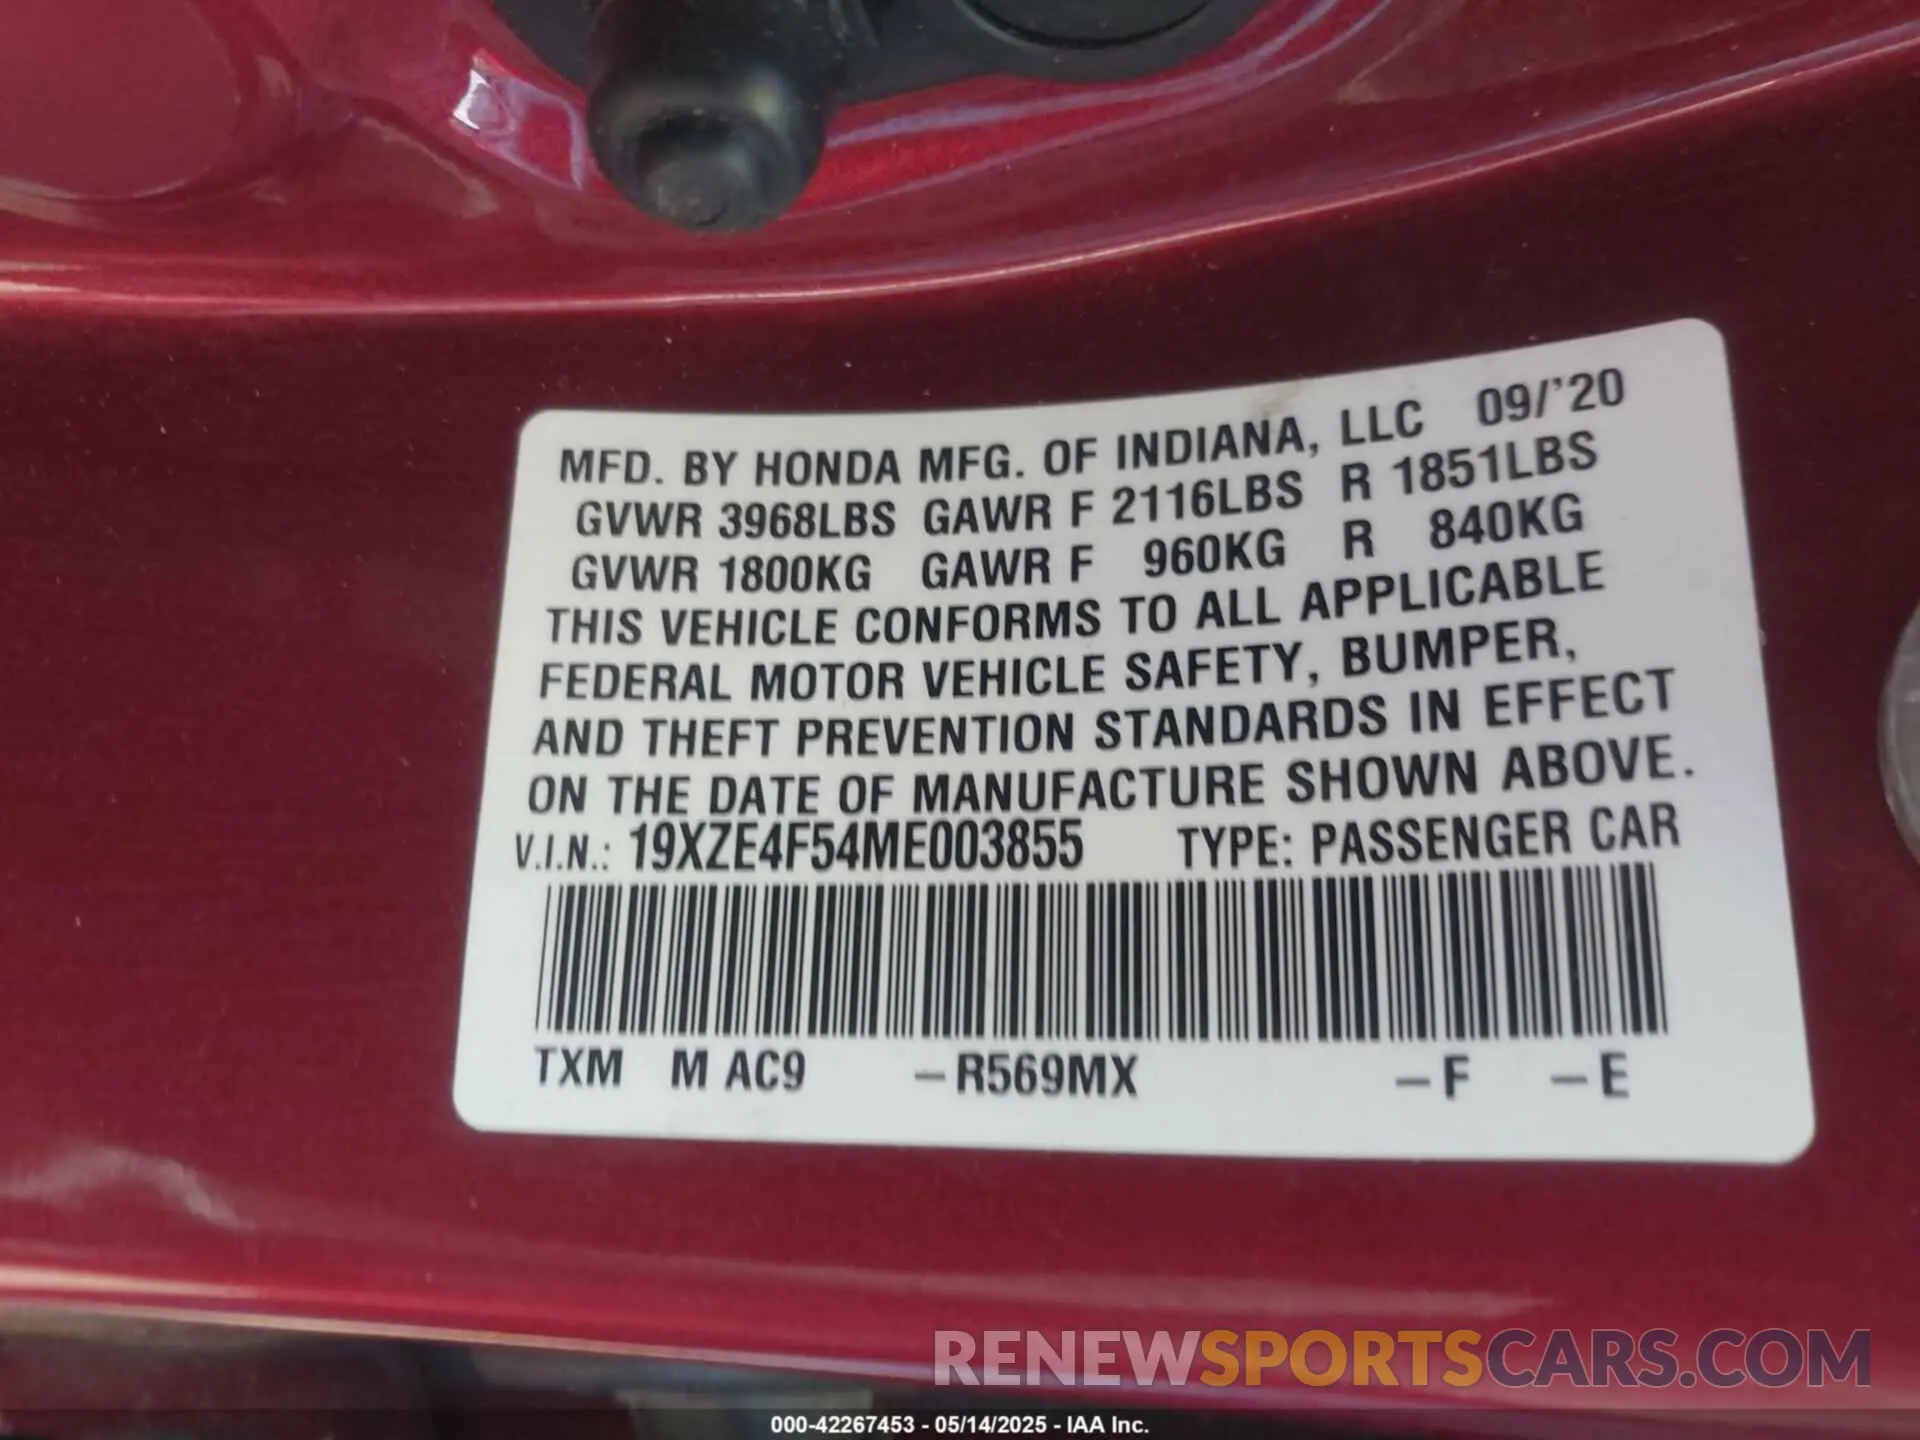 MFD. BY HONDA MFG. OF INDIANA, LLC 09/'20
GVWR 3968LBS GAWR F 2116LBS R 1851LBS
GVWR 1800KG GAWR F 960KG R 840KG
THIS VEHICLE CONFORMS TO ALL APPLICABLE
FEDERAL MOTOR VEHICLE SAFETY, BUMPER,
AND THEFT PREVENTION STANDARDS IN EFFECT
ON THE DATE OF MANUFACTURE SHOWN ABOVE.
V.I.N.: 19XZE4F54ME003855 TYPE: PASSENGER CAR
TXM M AC9 –R569MX –F –E
RENEWSPORTSCARS.COM
000-42267453 - 05/14/2025 - IAA Inc.